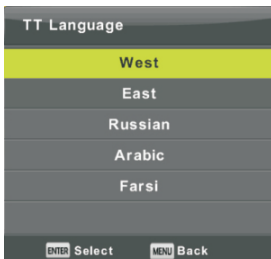 TT Language
West
East
Russian
Arabic
Farsi
ENTER Select MENU Back